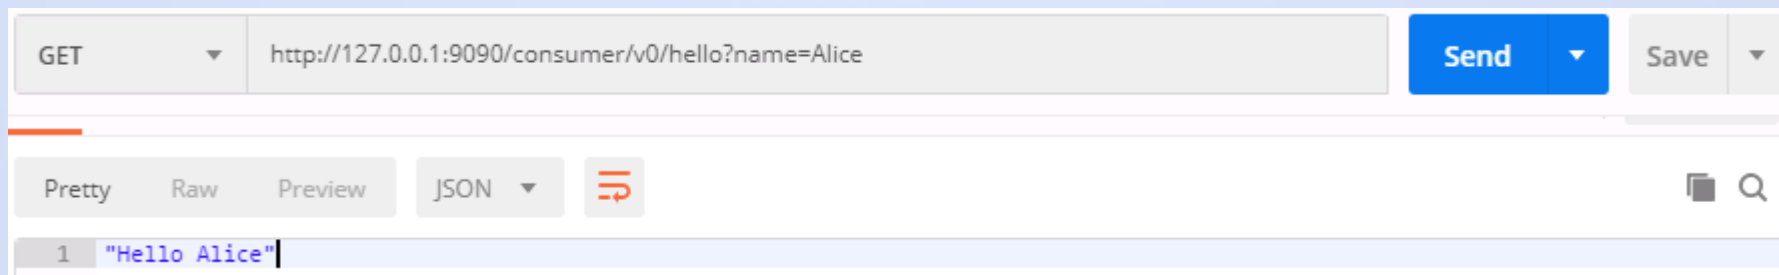 GET http://127.0.0.1:9090/consumer/v0/hello?name=Alice Send Save
Pretty Raw Preview JSON
1 "Hello Alice"